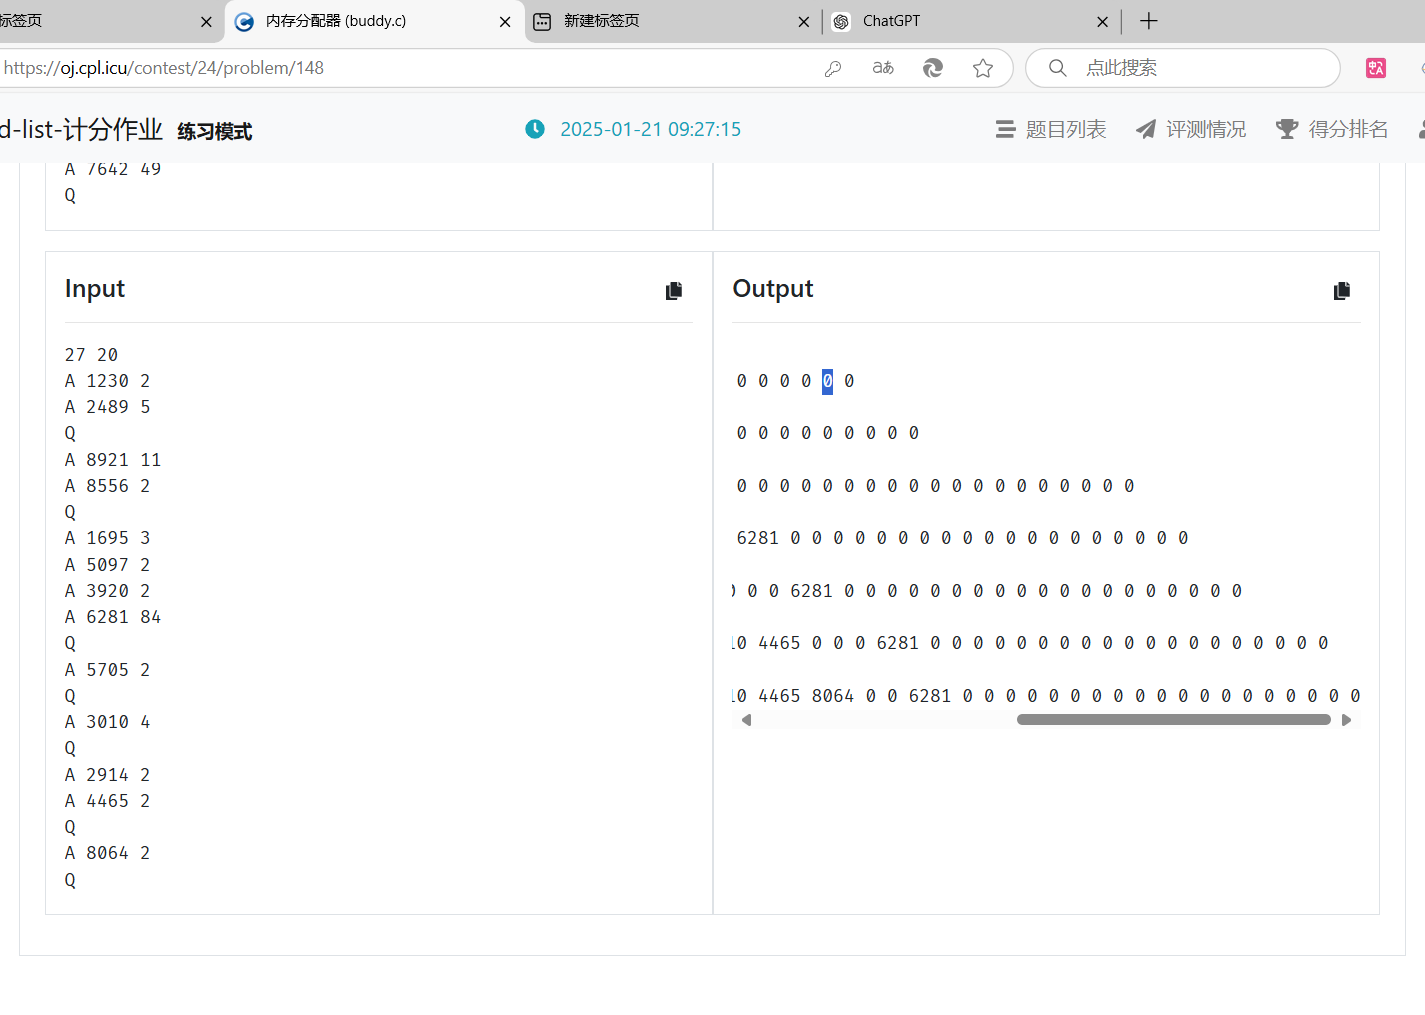 标签页
内存分配器 (buddy.c)
新建标签页
ChatGPT
https://oj.cpl.icu/contest/24/problem/148
aあ
点此搜索
d-list-计分作业 练习模式
2025-01-21 09:27:15
题目列表
评测情况
得分排名
A 7642 49
Q
Input
27 20
A 1230 2
A 2489 5
Q
A 8921 11
A 8556 2
Q
A 1695 3
A 5097 2
A 3920 2
A 6281 84
Q
A 5705 2
Q
A 3010 4
Q
A 2914 2
A 4465 2
Q
A 8064 2
Q
Output
0 0 0 0 0 0
0 0 0 0 0 0 0 0 0
0 0 0 0 0 0 0 0 0 0 0 0 0 0 0 0 0 0 0
6281 0 0 0 0 0 0 0 0 0 0 0 0 0 0 0 0 0 0 0
0 0 0 6281 0 0 0 0 0 0 0 0 0 0 0 0 0 0 0 0 0 0 0
10 4465 0 0 0 6281 0 0 0 0 0 0 0 0 0 0 0 0 0 0 0 0 0 0 0
10 4465 8064 0 0 6281 0 0 0 0 0 0 0 0 0 0 0 0 0 0 0 0 0 0 0